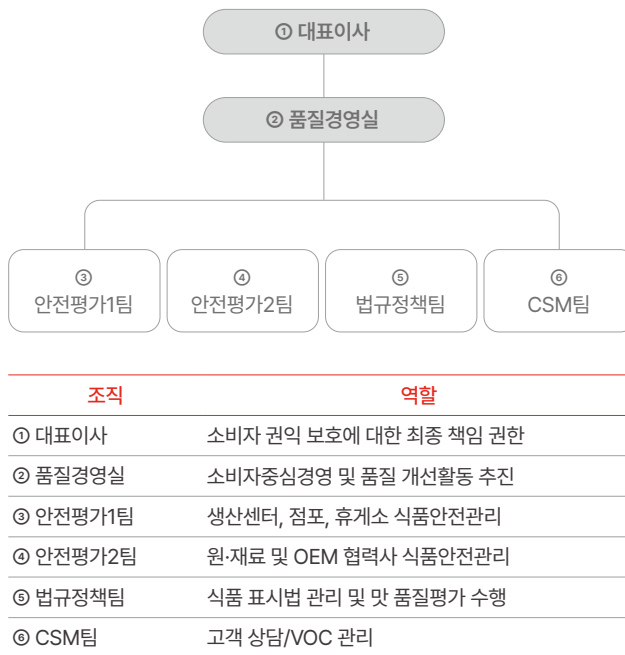 ① 대표이사
② 품질경영실
③
안전평가1팀
④
안전평가2팀
⑤
법규정책팀
⑥
CSM팀
조직 역할
① 대표이사 소비자 권익 보호에 대한 최종 책임 권한
② 품질경영실 소비자중심경영 및 품질 개선활동 추진
③ 안전평가1팀 생산센터, 점포, 휴게소 식품안전관리
④ 안전평가2팀 원·재료 및 OEM 협력사 식품안전관리
⑤ 법규정책팀 식품 표시법 관리 및 맛 품질평가 수행
⑥ CSM팀 고객 상담/VOC 관리